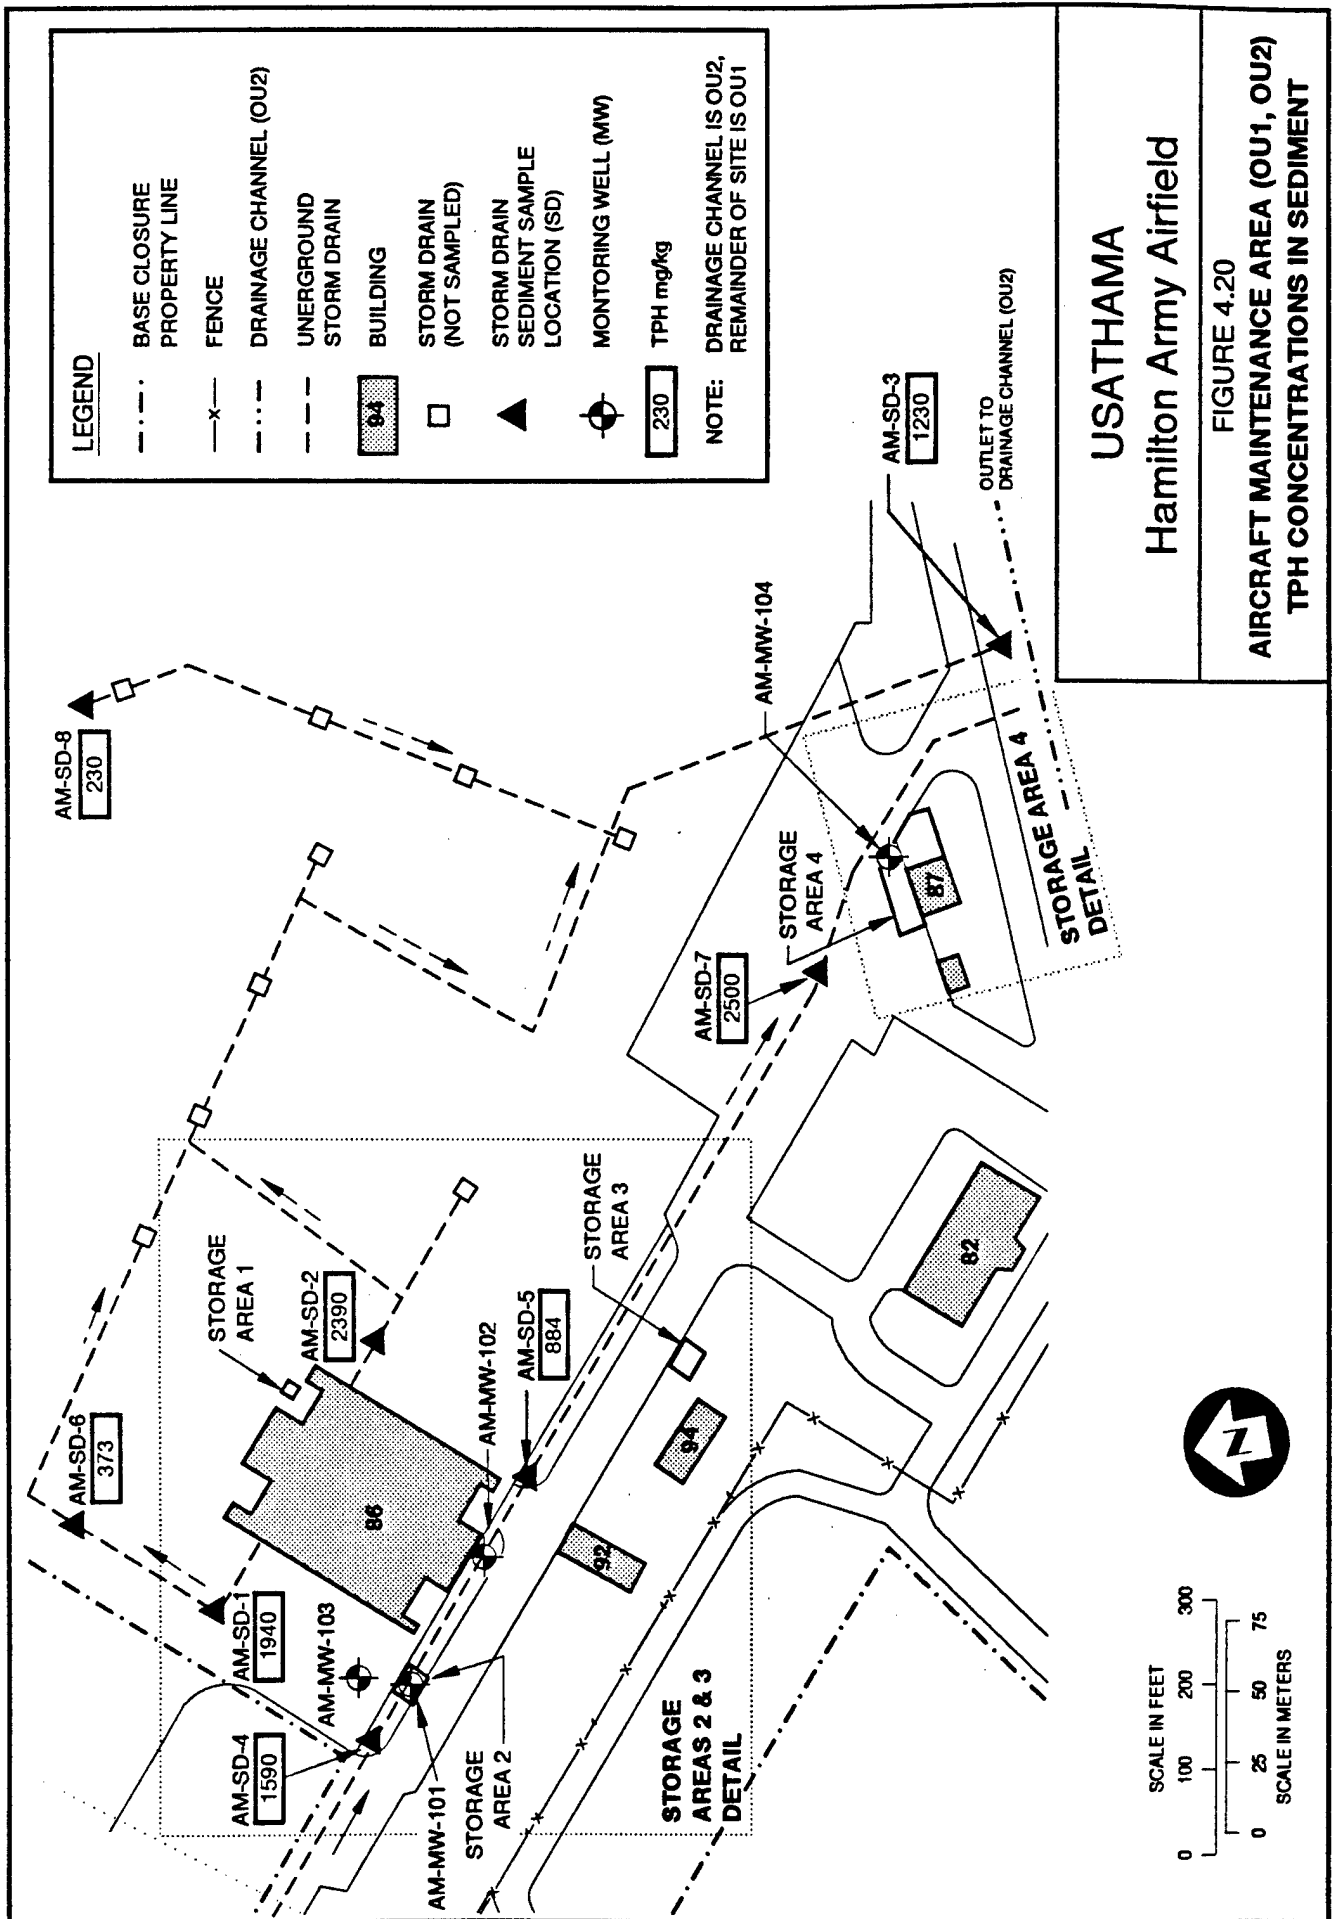 LEGEND
BASE CLOSURE
PROPERTY LINE
FENCE
DRAINAGE CHANNEL (OU2)
UNERGROUND
STORM DRAIN
94
BUILDING
STORM DRAIN
(NOT SAMPLED)
STORM DRAIN
SEDIMENT SAMPLE
LOCATION (SD)
MONTORING WELL (MW)
230
TPH mg/kg
NOTE: DRAINAGE CHANNEL IS OU2,
REMAINDER OF SITE IS OU1
AM-SD-8
230
AM-SD-6
373
STORAGE
AREA 1
AM-SD-2
2390
AM-SD-1
1940
AM-MW-103
AM-SD-4
1590
86
AM-MW-102
AM-SD-5
884
AM-MW-101
STORAGE
AREA 2
STORAGE
AREA 3
92
94
82
STORAGE
AREAS 2 & 3
DETAIL
AM-SD-7
2500
STORAGE
AREA 4
AM-MW-104
87
STORAGE AREA 4
DETAIL
AM-SD-3
1230
OUTLET TO
DRAINAGE CHANNEL (OU2)
N
SCALE IN FEET
0 100 200 300
0 25 50 75
SCALE IN METERS
USATHAMA
Hamilton Army Airfield
FIGURE 4.20
AIRCRAFT MAINTENANCE AREA (OU1, OU2)
TPH CONCENTRATIONS IN SEDIMENT